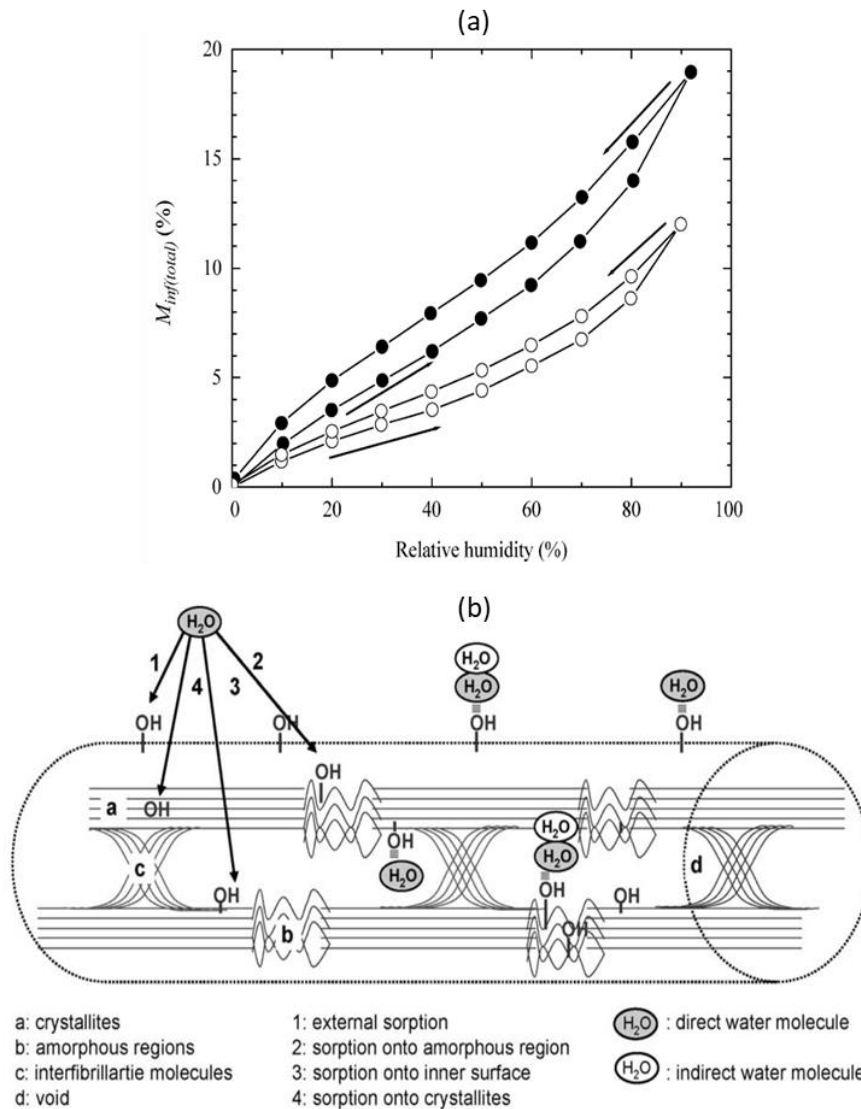 (a)
20
15
10
5
0
M_inf(total) (%)
0 20 40 60 80 100
Relative humidity (%)
(b)
H₂O
1 4 3 2
H₂O
H₂O H₂O
OH OH OH OH
OH
a OH
H₂O
OH H₂O
c d
H₂O
OH OH OH
b OH
a: crystallites 1: external sorption H₂O : direct water molecule
b: amorphous regions 2: sorption onto amorphous region
c: interfibrillartie molecules 3: sorption onto inner surface H₂O : indirect water molecule
d: void 4: sorption onto crystallites